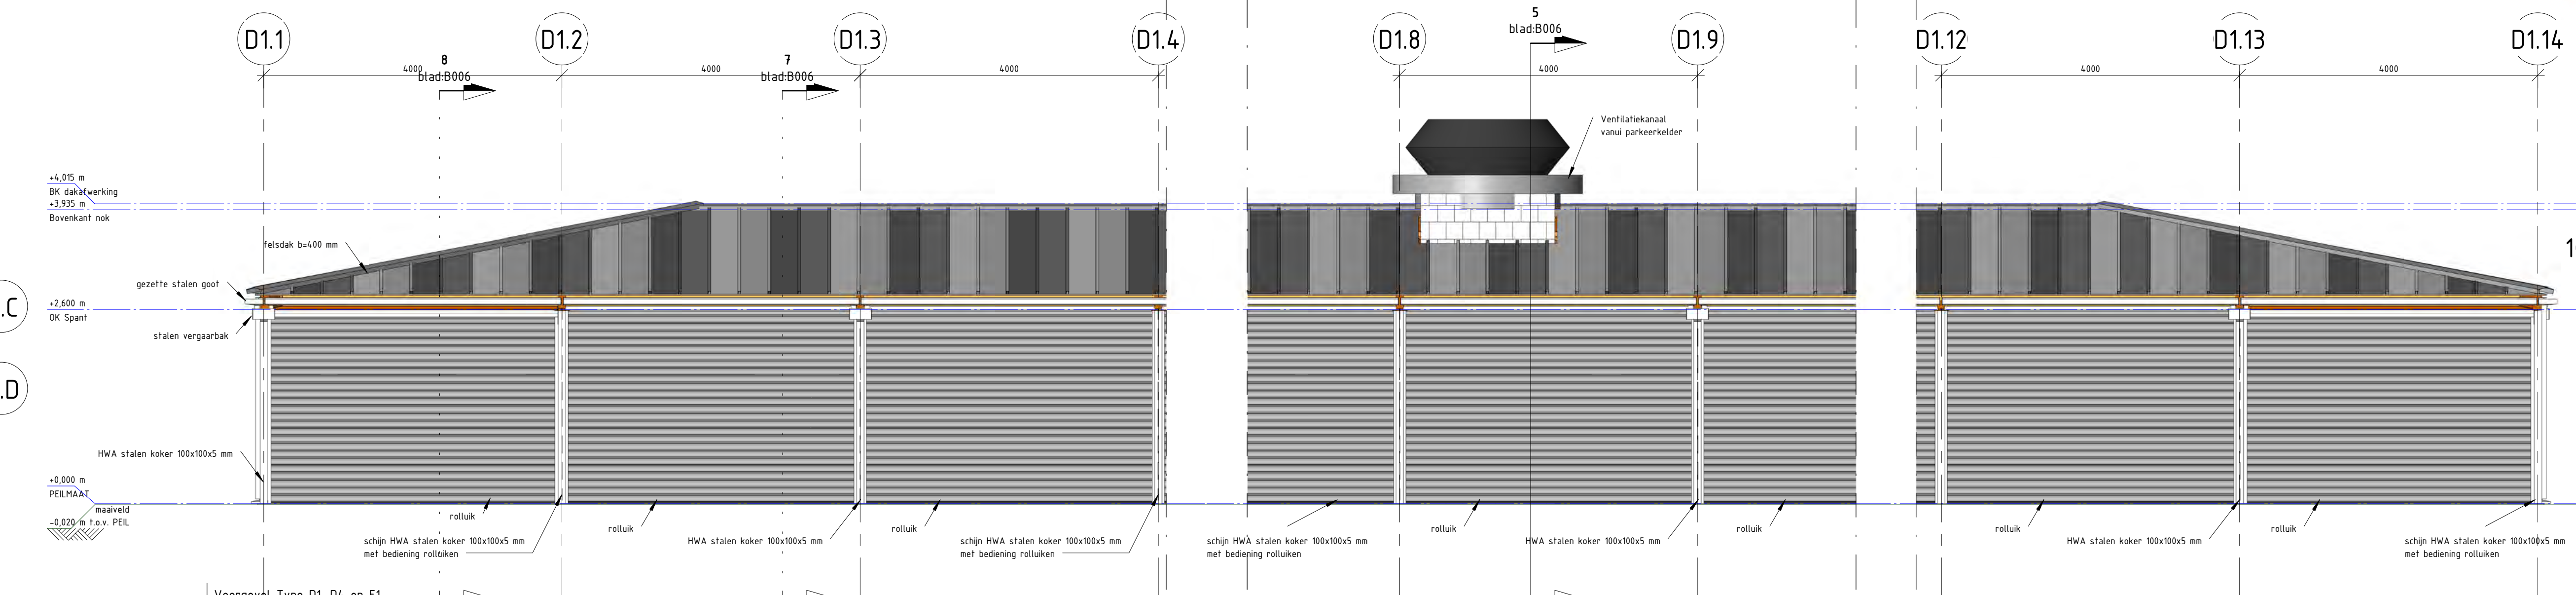 D1.1
D1.2
D1.3
D1.4
D1.8
D1.9
D1.12
D1.13
D1.14
8
blad:B006
7
blad:B006
5
blad:B006
4000
4000
4000
4000
4000
4000
Ventilatiekanaal
vanui parkeerkelder
+4,015 m
BK dakafwerking
+3,935 m
Bovenkant nok
felsdak b=400 mm
gezette stalen goot
+2,600 m
OK Spant
stalen vergaarbak
.C
.D
1
HWA stalen koker 100x100x5 mm
+0,000 m
PEILMAAT
maaiveld
-0,020 m t.o.v. PEIL
rolluik
rolluik
rolluik
rolluik
rolluik
rolluik
rolluik
schijn HWA stalen koker 100x100x5 mm
met bediening rolluiken
HWA stalen koker 100x100x5 mm
schijn HWA stalen koker 100x100x5 mm
met bediening rolluiken
schijn HWA stalen koker 100x100x5 mm
met bediening rolluiken
HWA stalen koker 100x100x5 mm
HWA stalen koker 100x100x5 mm
schijn HWA stalen koker 100x100x5 mm
met bediening rolluiken